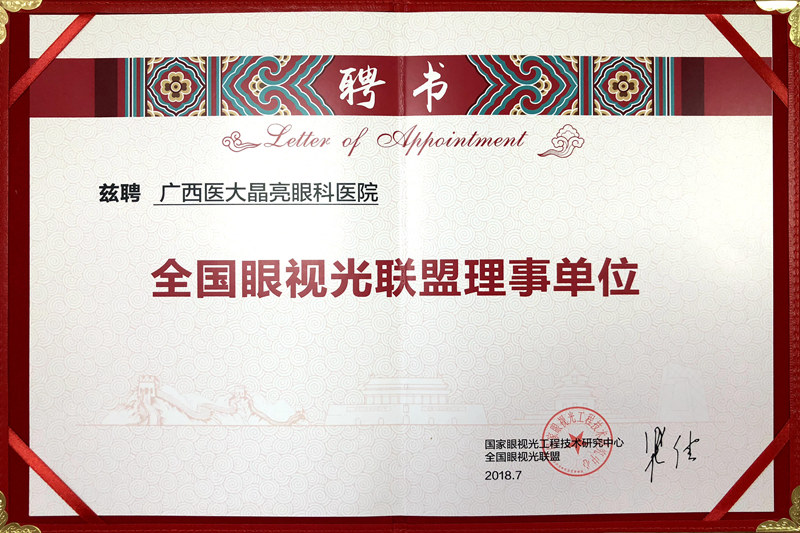 聘书
Letter of Appointment
兹聘 广西医大晶亮眼科医院
全国眼视光联盟理事单位
国家眼视光工程技术研究中心
全国眼视光联盟
2018.7